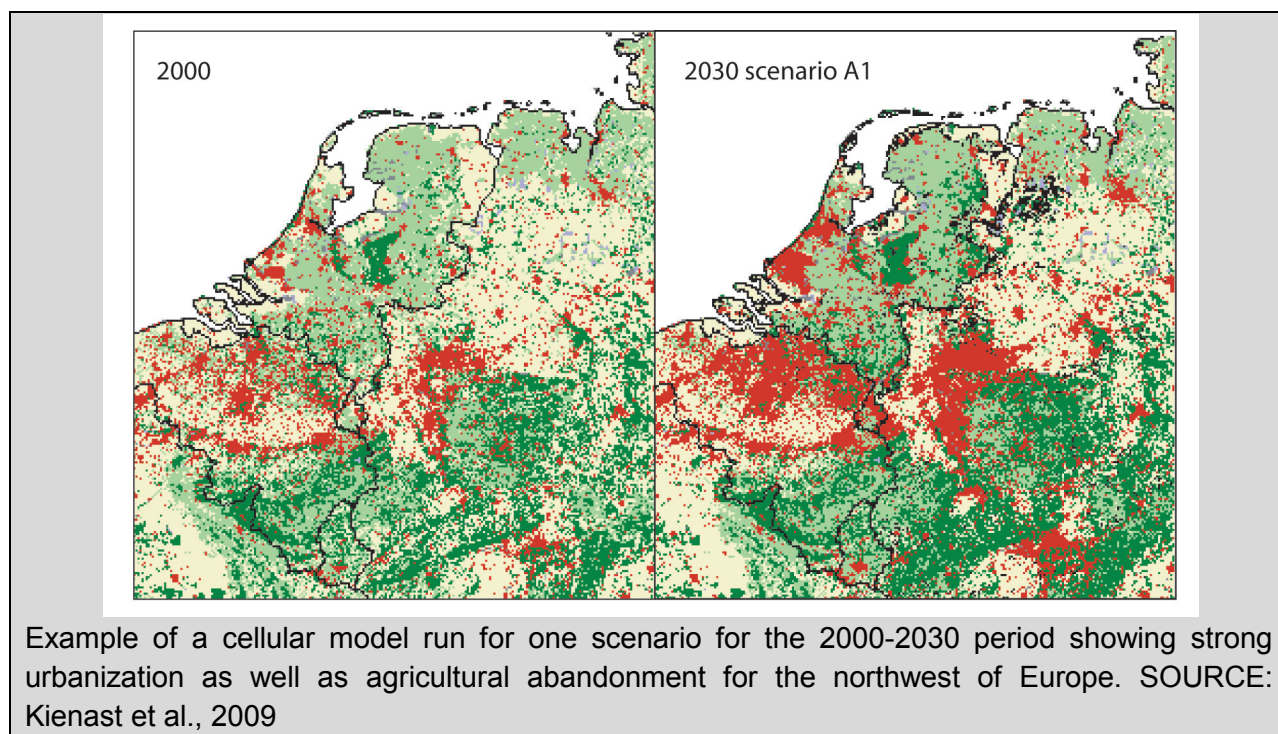 2000
2030 scenario A1
Example of a cellular model run for one scenario for the 2000-2030 period showing strong
urbanization as well as agricultural abandonment for the northwest of Europe. SOURCE:
Kienast et al., 2009